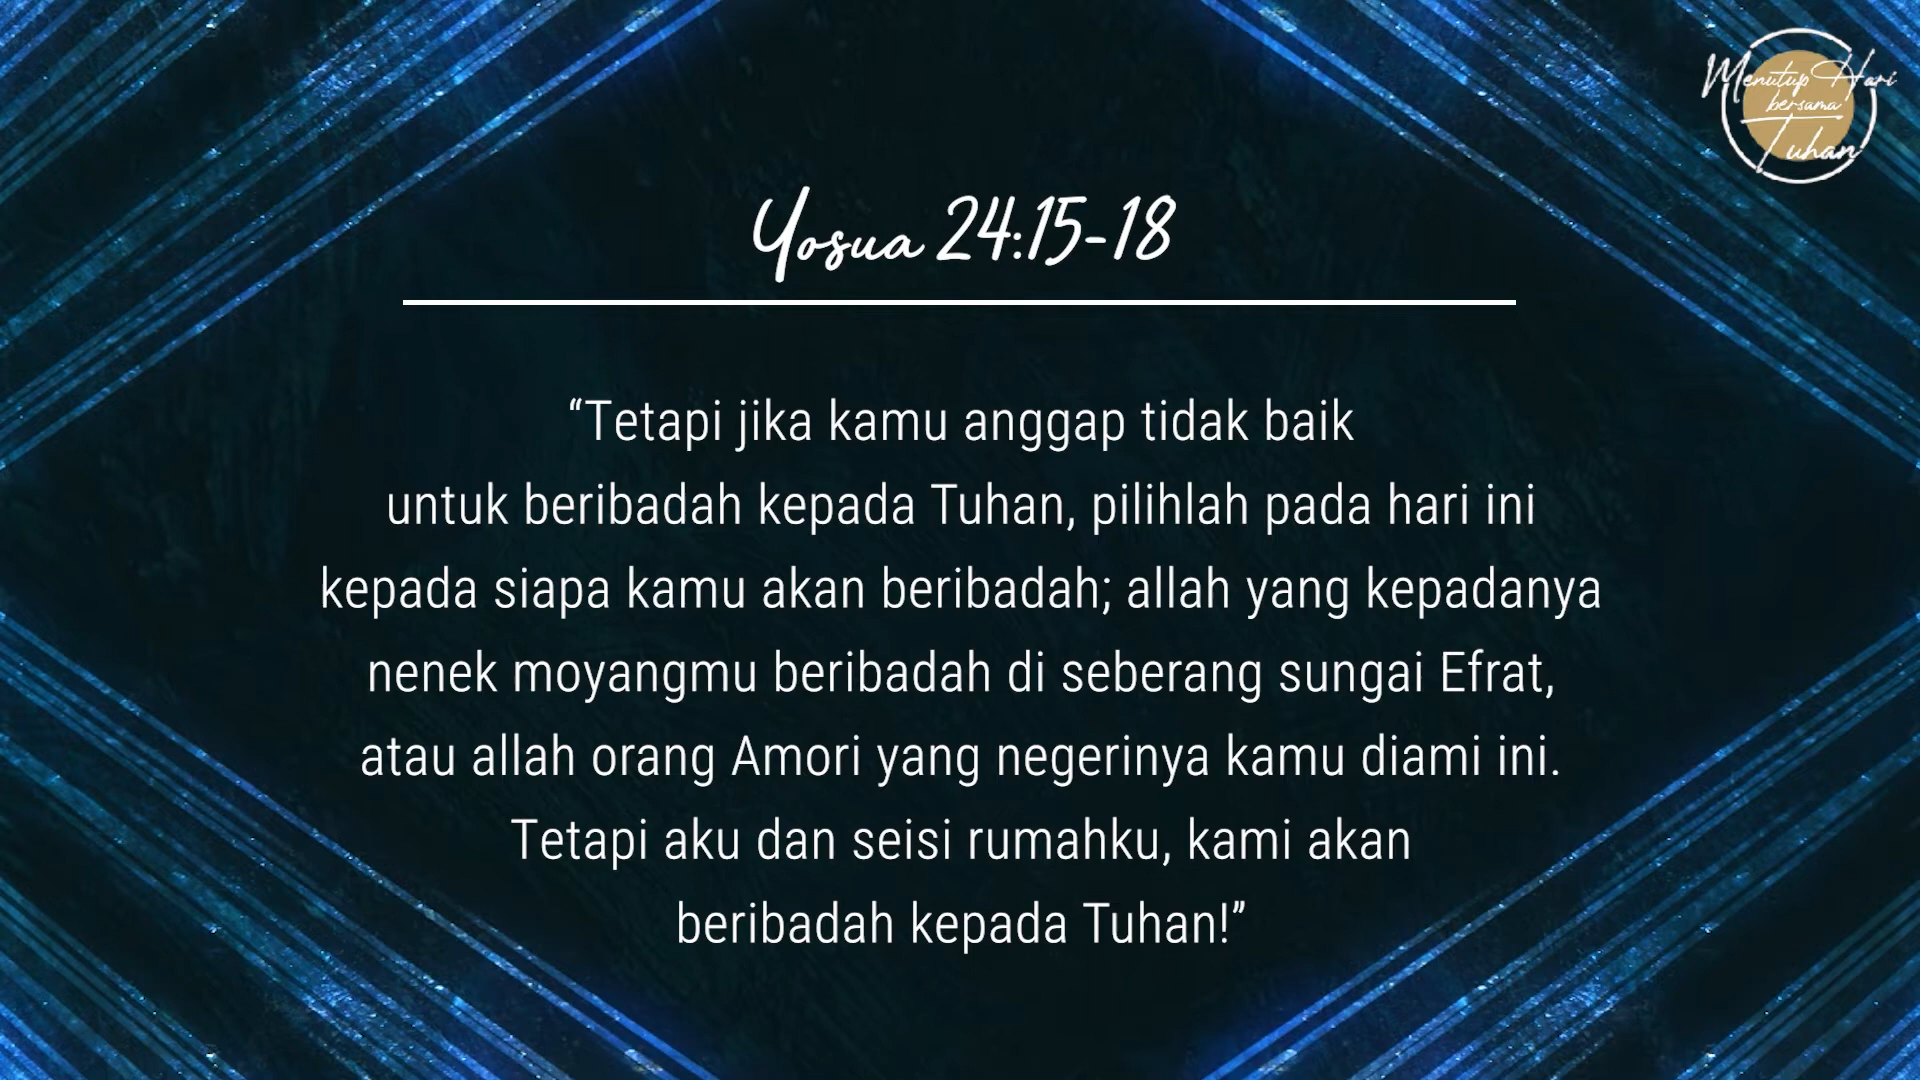 Menutup Hari
bersama
Tuhan
Yosua 24:15-18
“Tetapi jika kamu anggap tidak baik
untuk beribadah kepada Tuhan, pilihlah pada hari ini
kepada siapa kamu akan beribadah; allah yang kepadanya
nenek moyangmu beribadah di seberang sungai Efrat,
atau allah orang Amori yang negerinya kamu diami ini.
Tetapi aku dan seisi rumahku, kami akan
beribadah kepada Tuhan!”